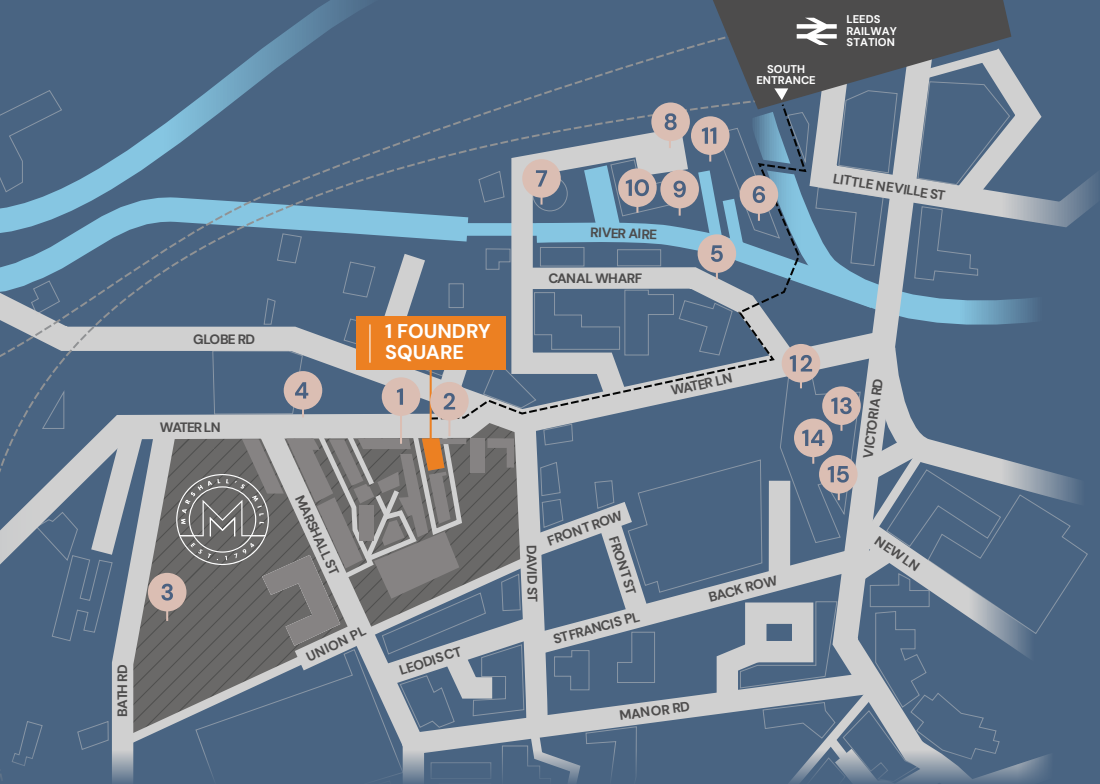 LEEDS
RAILWAY
STATION
SOUTH
ENTRANCE
8
11
7
10
9
6
LITTLE NEVILLE ST
RIVER AIRE
5
CANAL WHARF
1 FOUNDRY
SQUARE
GLOBE RD
12
4
1
2
WATER LN
13
VICTORIA RD
WATER LN
14
15
MARSHALL'S MILL
M
EST. 1794
MARSHALL ST
FRONT ROW
FRONT ST
DAVID ST
NEW LN
3
BACK ROW
ST FRANCIS PL
UNION PL
LEODIS CT
BATH RD
MANOR RD